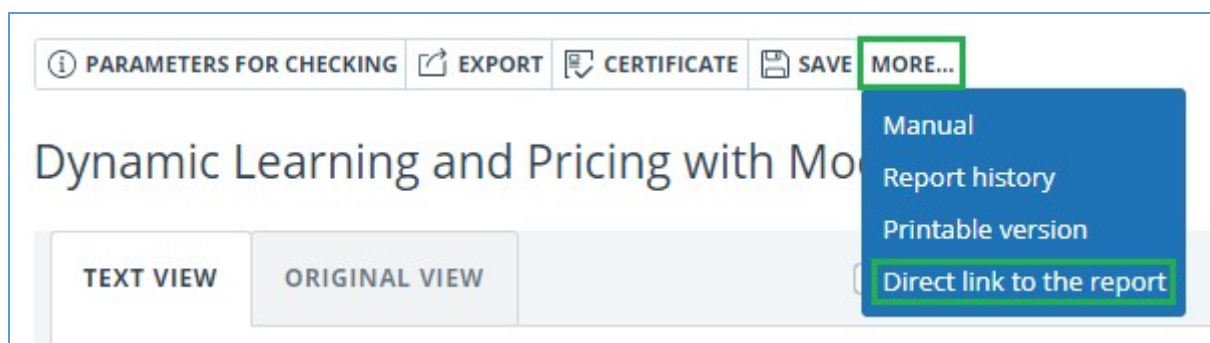 PARAMETERS FOR CHECKING EXPORT CERTIFICATE SAVE MORE...
Manual
Dynamic Learning and Pricing with Mo
Report history
Printable version
TEXT VIEW ORIGINAL VIEW
Direct link to the report